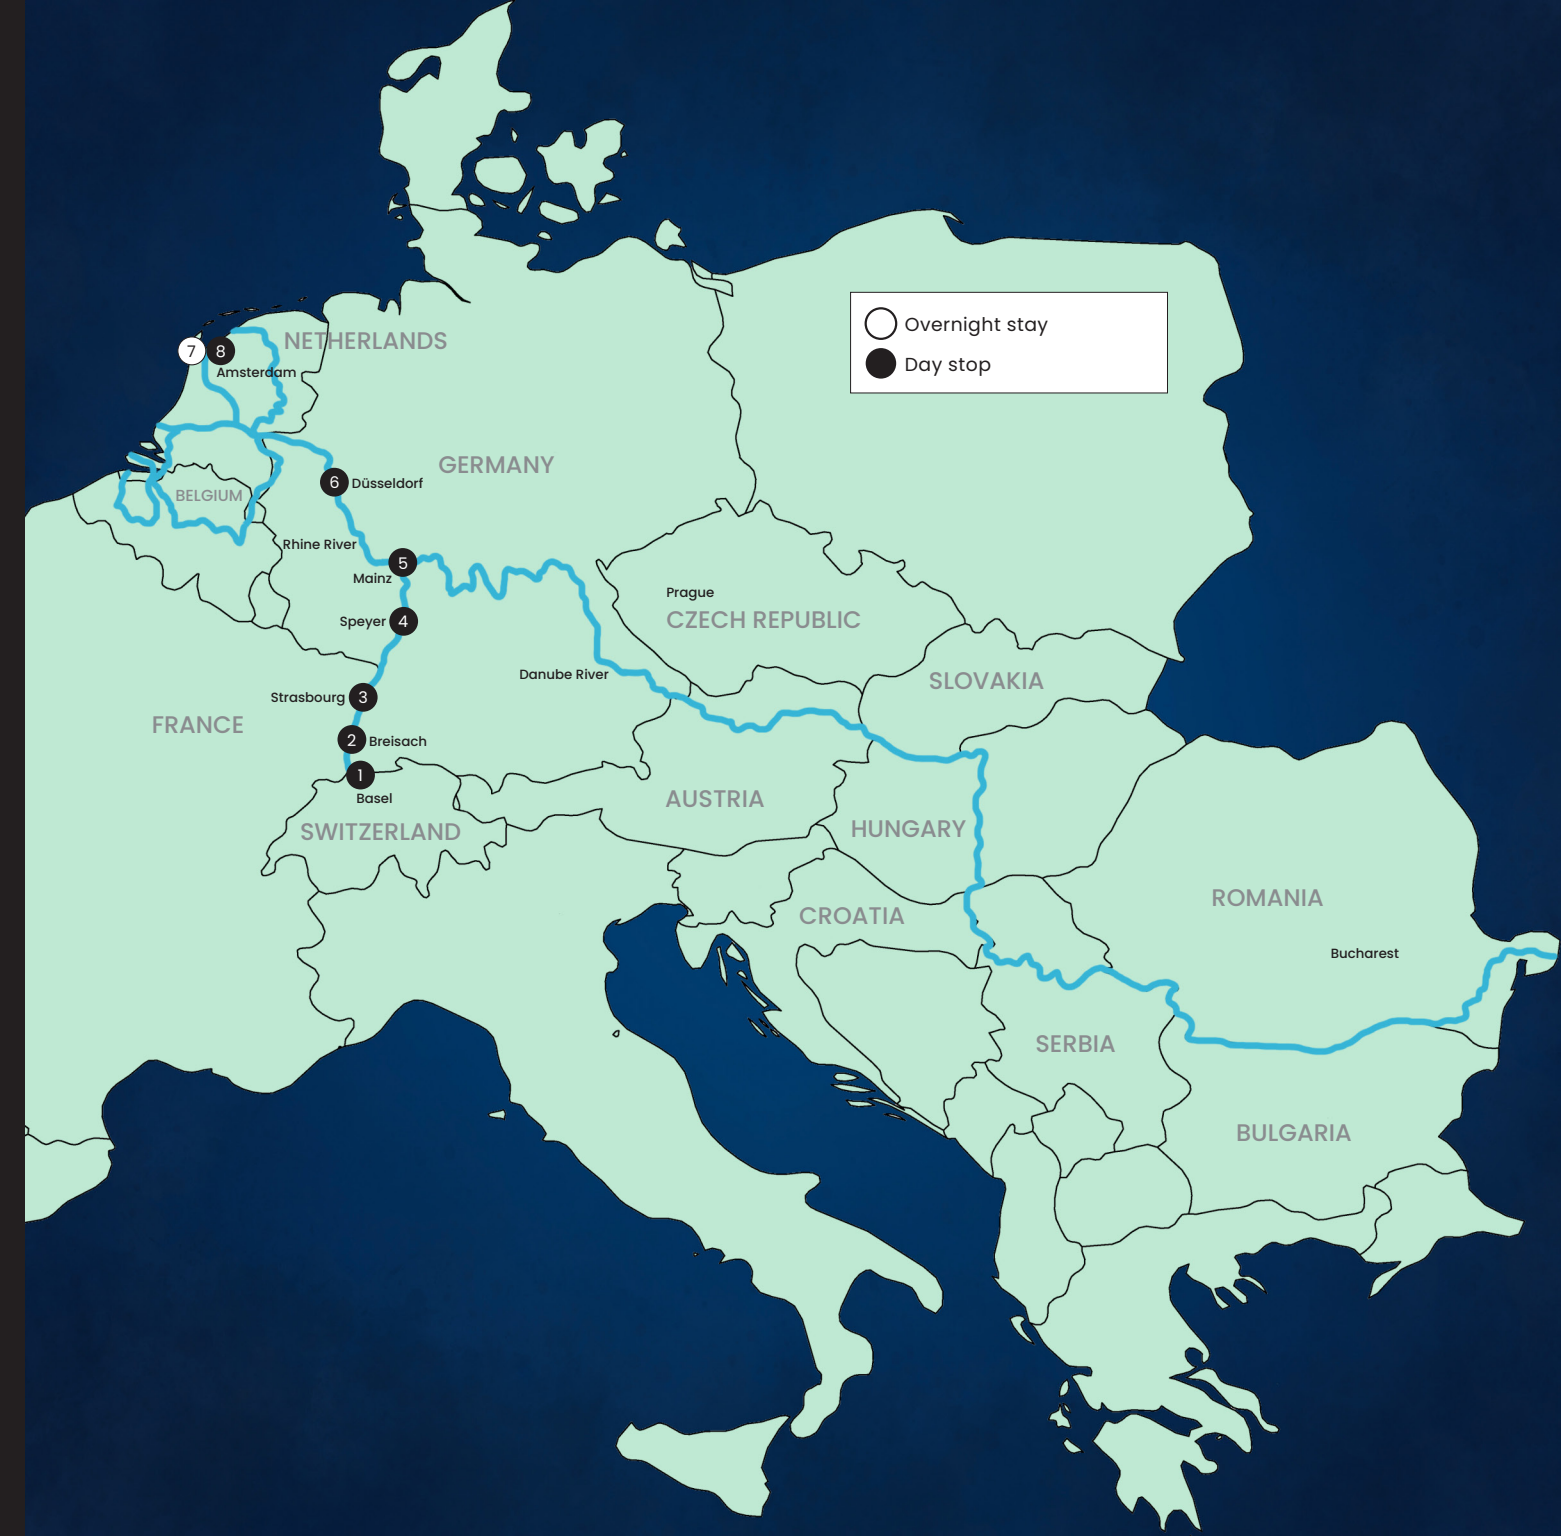 Overnight stay
Day stop
NETHERLANDS
7
8
Amsterdam
GERMANY
6
Düsseldorf
BELGIUM
Rhine River
5
Mainz
Prague
CZECH REPUBLIC
Speyer
4
Danube River
SLOVAKIA
Strasbourg
3
FRANCE
2
Breisach
1
Basel
AUSTRIA
SWITZERLAND
HUNGARY
ROMANIA
CROATIA
Bucharest
SERBIA
BULGARIA